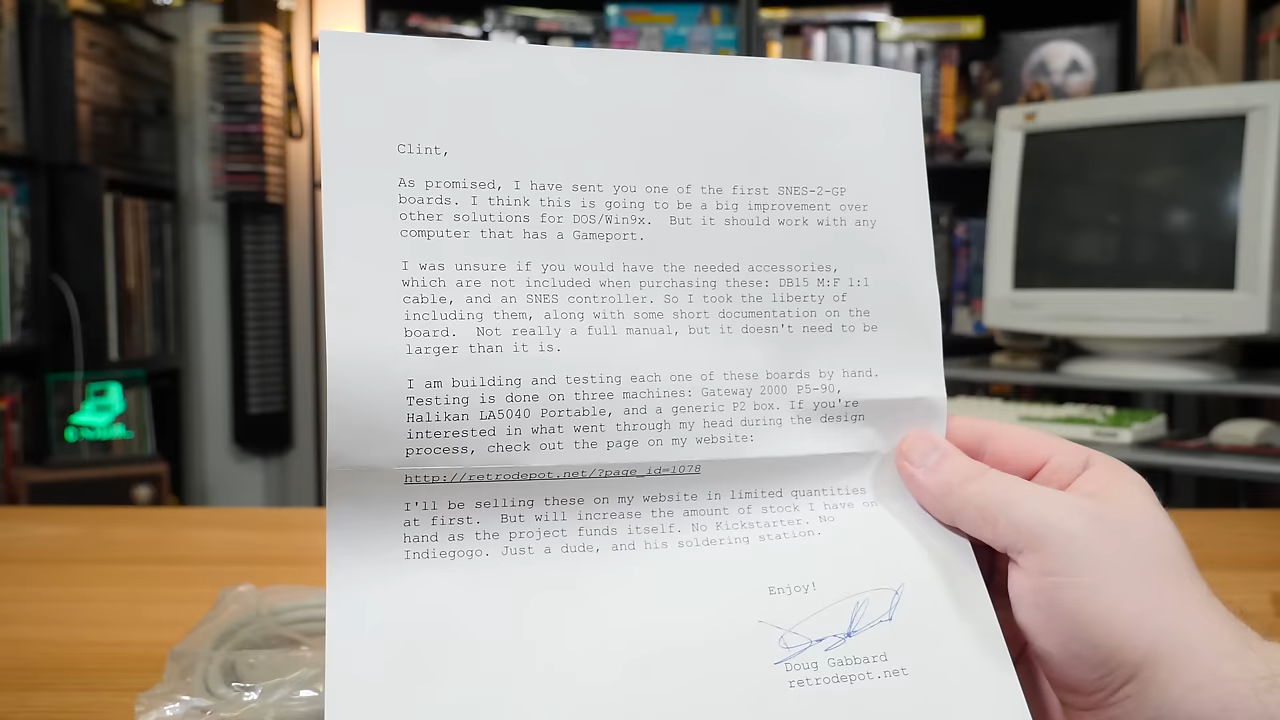 Clint,
As promised, I have sent you one of the first SNES-2-GP
boards. I think this is going to be a big improvement over
other solutions for DOS/Win9x.  But it should work with any
computer that has a Gameport.
I was unsure if you would have the needed accessories,
which are not included when purchasing these: DB15 M:F 1:1
cable, and an SNES controller. So I took the liberty of
including them, along with some short documentation on the
board.  Not really a full manual, but it doesn't need to be
larger than it is.
I am building and testing each one of these boards by hand.
Testing is done on three machines: Gateway 2000 P5-90,
Halikan LA5040 Portable, and a generic P2 box. If you're
interested in what went through my head during the design
process, check out the page on my website:
http://retrodepot.net/?page_id=1078
I'll be selling these on my website in limited quantities
at first.  But will increase the amount of stock I have on
hand as the project funds itself. No Kickstarter. No
Indiegogo. Just a dude, and his soldering station.
Enjoy!
Doug Gabbard
retrodepot.net